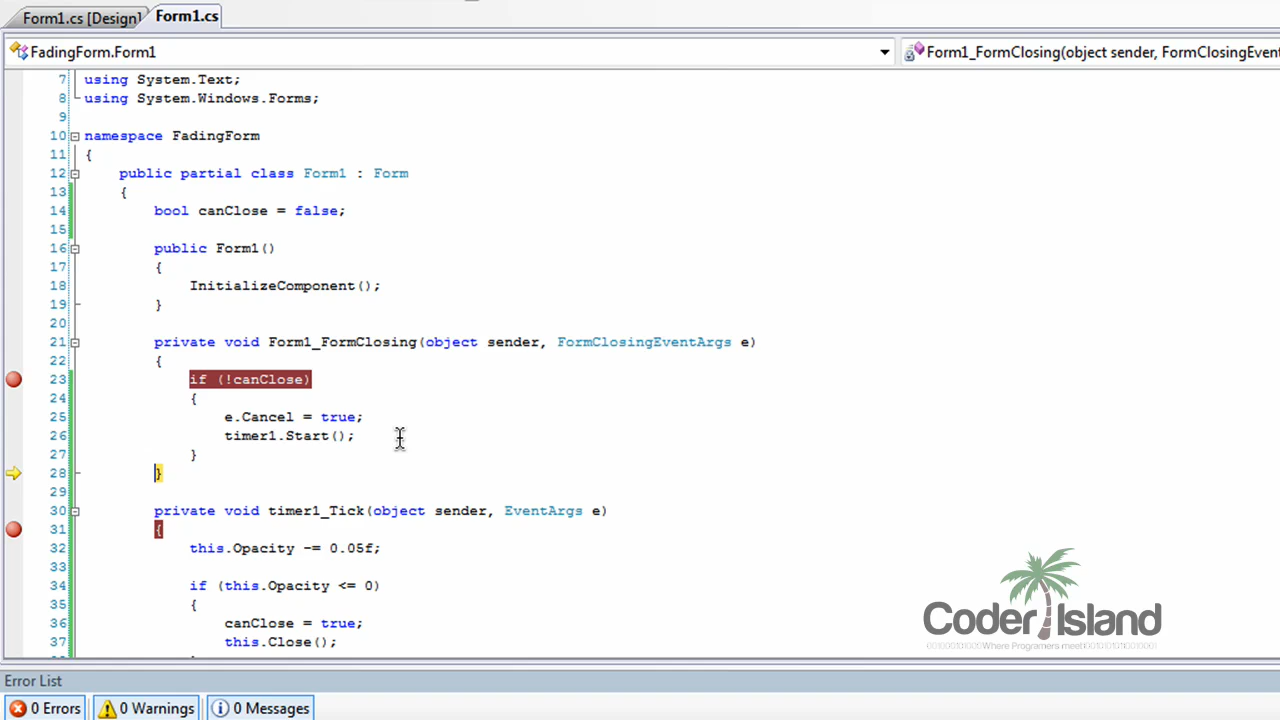 Form1.cs [Design] Form1.cs
FadingForm.Form1 Form1_FormClosing(object sender, FormClosingEvent
7 using System.Text;
8 using System.Windows.Forms;
9
10 namespace FadingForm
11 {
12 public partial class Form1 : Form
13 {
14 bool canClose = false;
15
16 public Form1()
17 {
18 InitializeComponent();
19 }
20
21 private void Form1_FormClosing(object sender, FormClosingEventArgs e)
22 {
23 if (!canClose)
24 {
25 e.Cancel = true;
26 timer1.Start();
27 }
28 }
29
30 private void timer1_Tick(object sender, EventArgs e)
31 {
32 this.Opacity -= 0.05f;
33
34 if (this.Opacity <= 0)
35 {
36 canClose = true;
37 this.Close();
Coder Island
Where Programers meet
Error List
0 Errors 0 Warnings 0 Messages